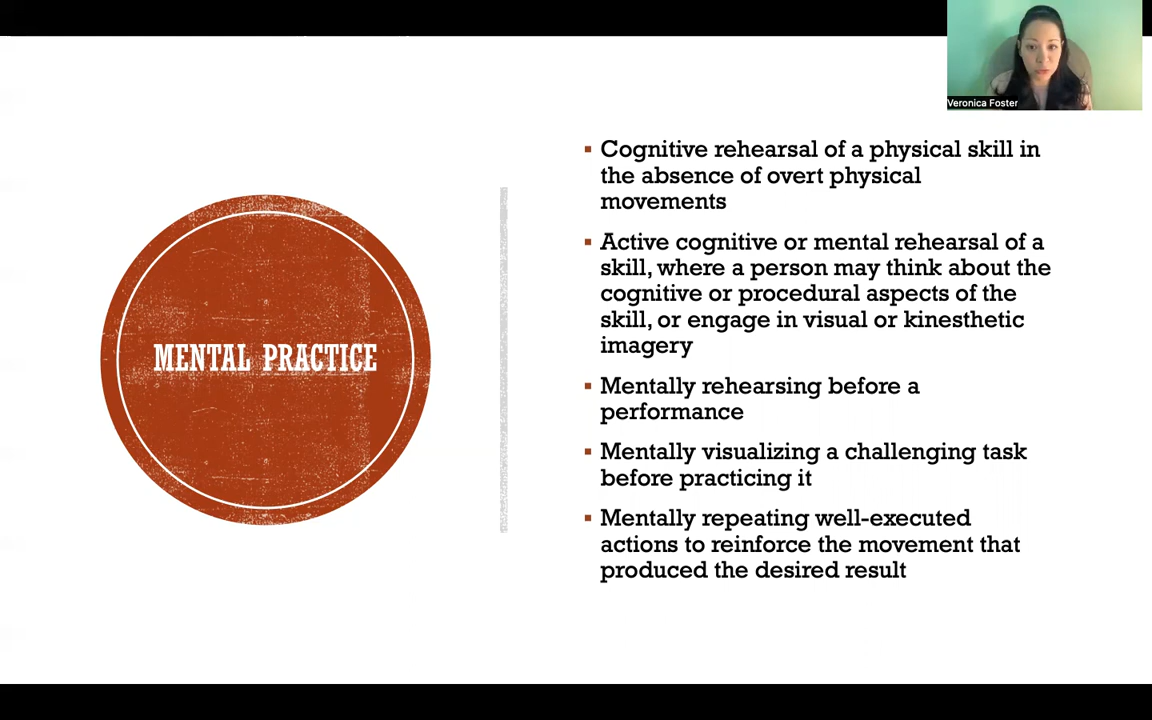 Veronica Foster
MENTAL PRACTICE
▪ Cognitive rehearsal of a physical skill in
the absence of overt physical
movements
▪ Active cognitive or mental rehearsal of a
skill, where a person may think about the
cognitive or procedural aspects of the
skill, or engage in visual or kinesthetic
imagery
▪ Mentally rehearsing before a
performance
▪ Mentally visualizing a challenging task
before practicing it
▪ Mentally repeating well-executed
actions to reinforce the movement that
produced the desired result